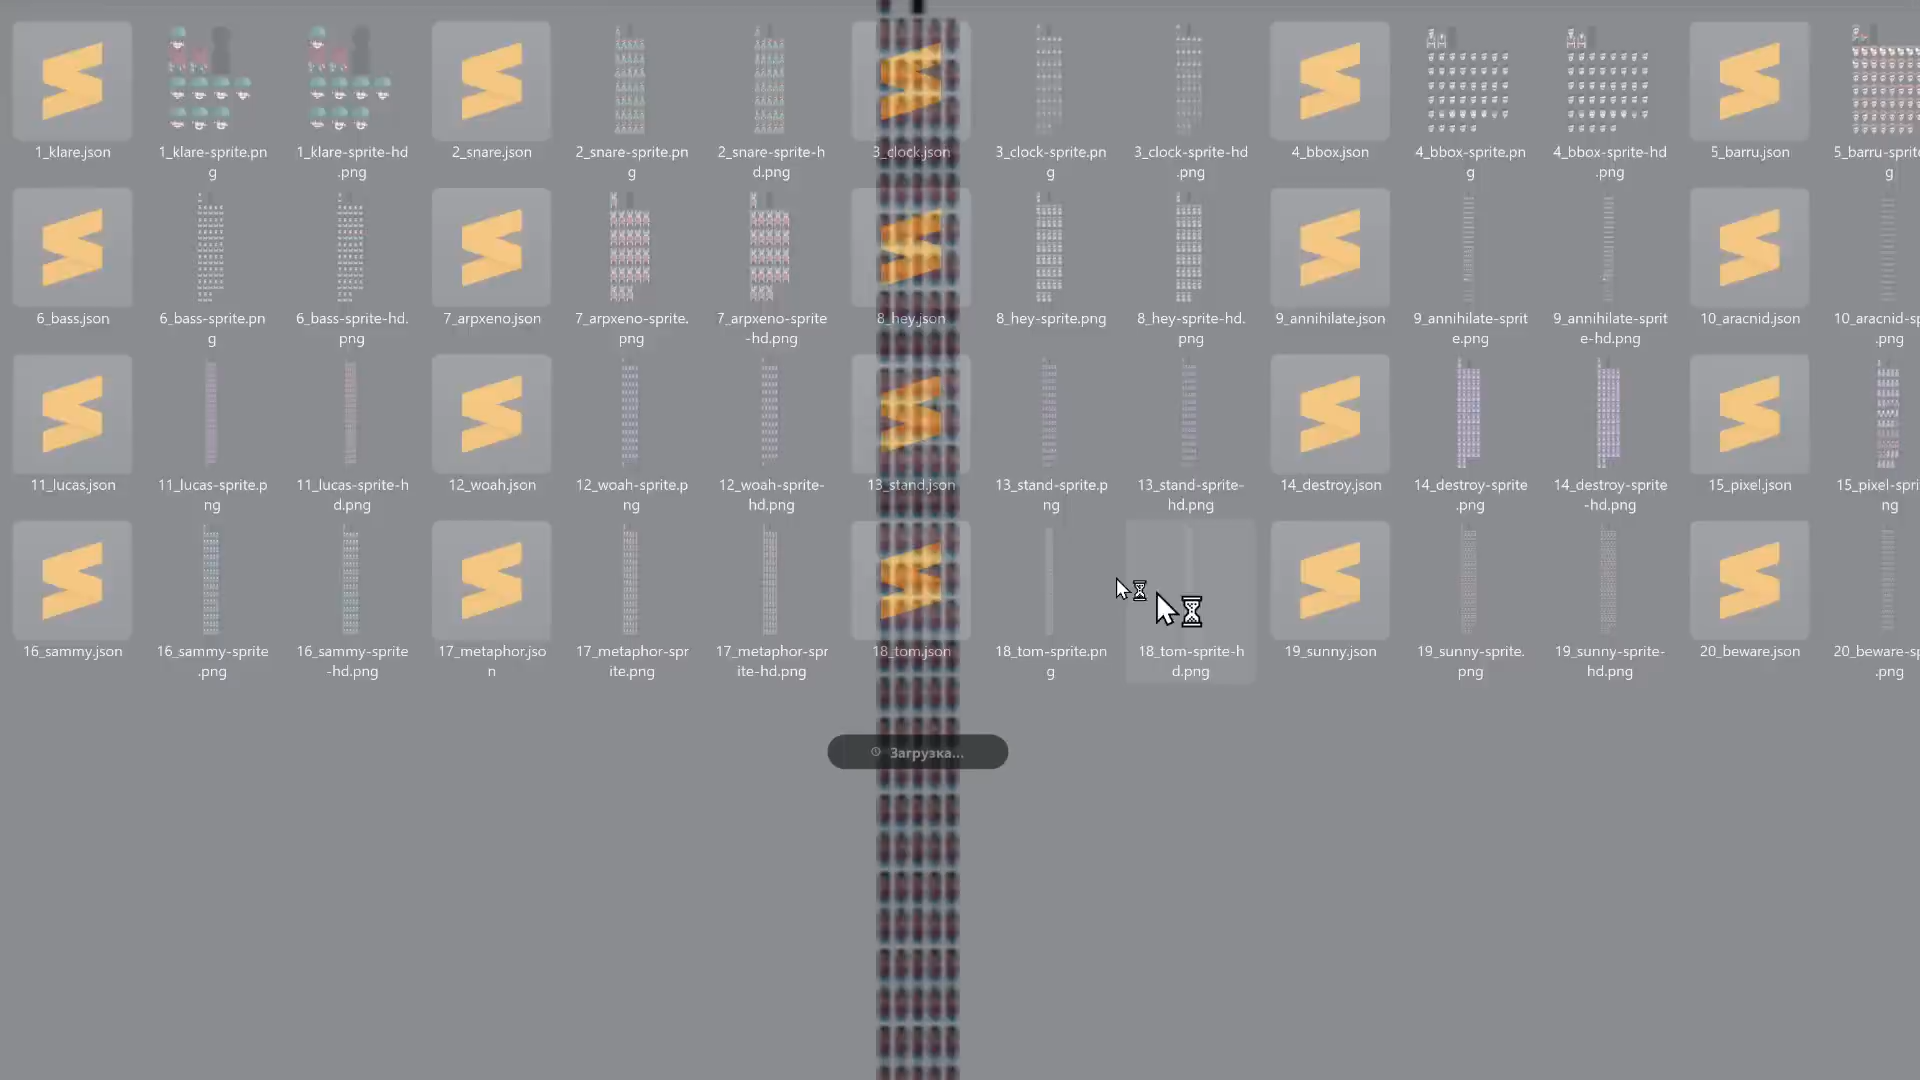 1_klare.json
1_klare-sprite.pn
g
1_klare-sprite-hd
.png
2_snare.json
2_snare-sprite.pn
g
2_snare-sprite-h
d.png
3_clock.json
3_clock-sprite.pn
g
3_clock-sprite-hd
.png
4_bbox.json
4_bbox-sprite.pn
g
4_bbox-sprite-hd
.png
5_barru.json
5_barru-sprite
g
6_bass.json
6_bass-sprite.pn
g
6_bass-sprite-hd.
png
7_arpxeno.json
7_arpxeno-sprite.
png
7_arpxeno-sprite
-hd.png
8_hey.json
8_hey-sprite.png
8_hey-sprite-hd.
png
9_annihilate.json
9_annihilate-sprit
e.png
9_annihilate-sprit
e-hd.png
10_aracnid.json
10_aracnid-sp
.png
11_lucas.json
11_lucas-sprite.p
ng
11_lucas-sprite-h
d.png
12_woah.json
12_woah-sprite.p
ng
12_woah-sprite-
hd.png
13_stand.json
13_stand-sprite.p
ng
13_stand-sprite-
hd.png
14_destroy.json
14_destroy-sprite
.png
14_destroy-sprite
-hd.png
15_pixel.json
15_pixel-spri
ng
16_sammy.json
16_sammy-sprite
.png
16_sammy-sprite
-hd.png
17_metaphor.jso
n
17_metaphor-spr
ite.png
17_metaphor-spr
ite-hd.png
18_tom.json
18_tom-sprite.pn
g
18_tom-sprite-h
d.png
19_sunny.json
19_sunny-sprite.
png
19_sunny-sprite-
hd.png
20_beware.json
20_beware-sp
.png
Загрузка...